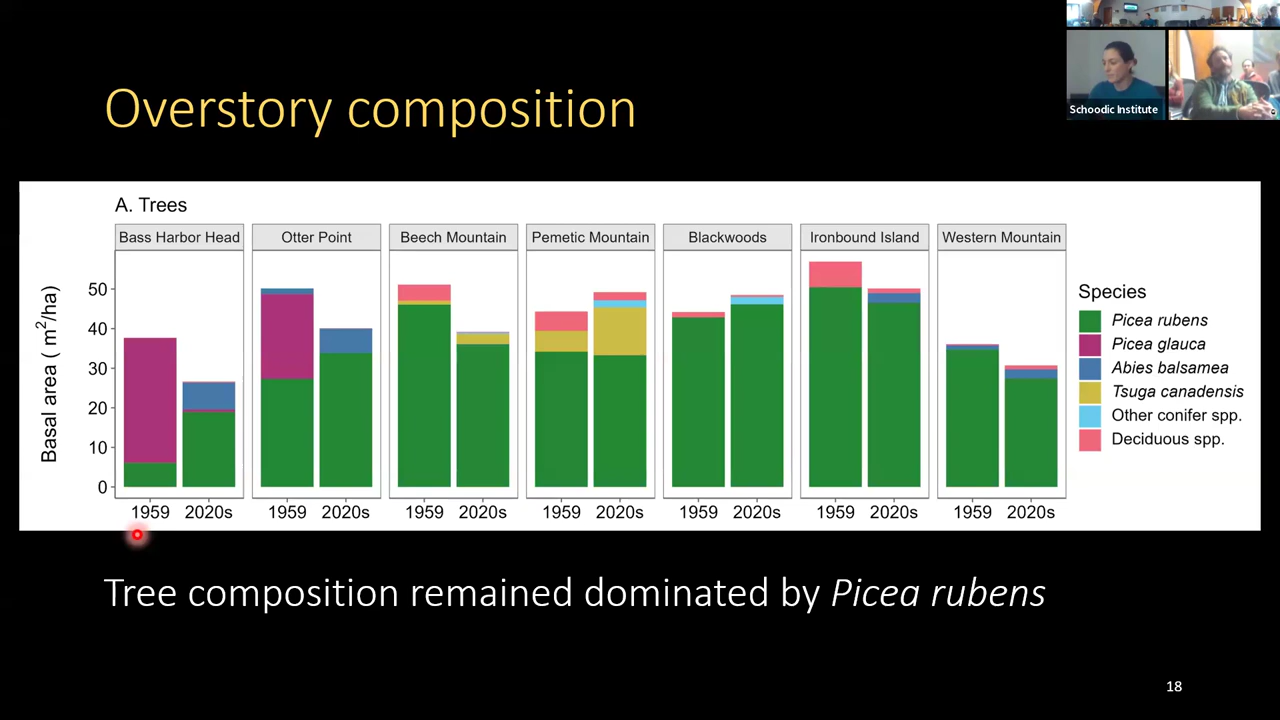 Schoodic Institute
Overstory composition
A. Trees
Bass Harbor Head
Otter Point
Beech Mountain
Pemetic Mountain
Blackwoods
Ironbound Island
Western Mountain
Basal area ( m²/ha)
50
40
30
20
10
0
1959 2020s
1959 2020s
1959 2020s
1959 2020s
1959 2020s
1959 2020s
1959 2020s
Species
Picea rubens
Picea glauca
Abies balsamea
Tsuga canadensis
Other conifer spp.
Deciduous spp.
Tree composition remained dominated by Picea rubens
18